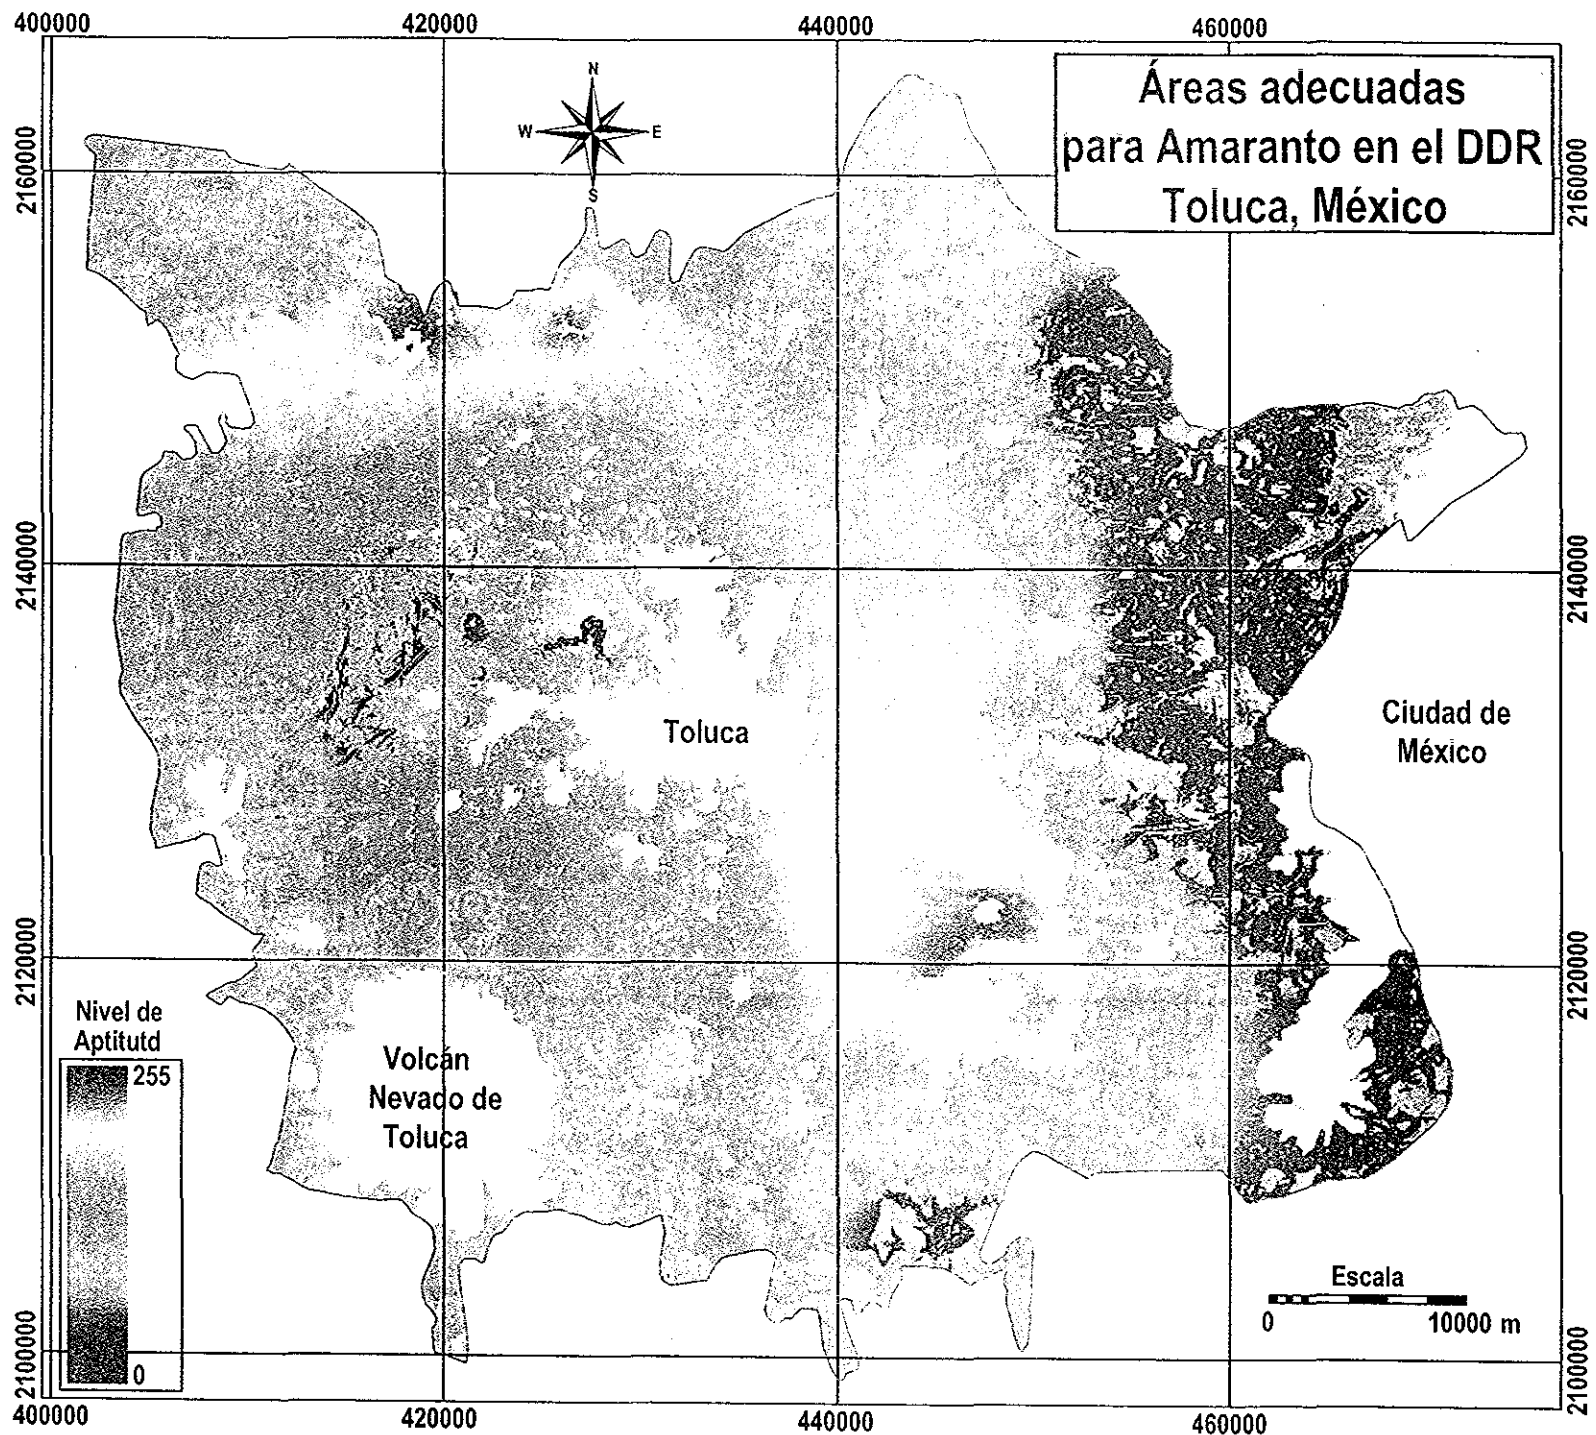 400000
420000
440000
460000
Áreas adecuadas
para Amaranto en el DDR
Toluca, México
N
W
E
S
2160000
2160000
2140000
2140000
Toluca
Ciudad de
México
2120000
2120000
Nivel de
Aptitutd
255
0
Volcán
Nevado de
Toluca
Escala
0
10000 m
2100000
2100000
400000
420000
440000
460000